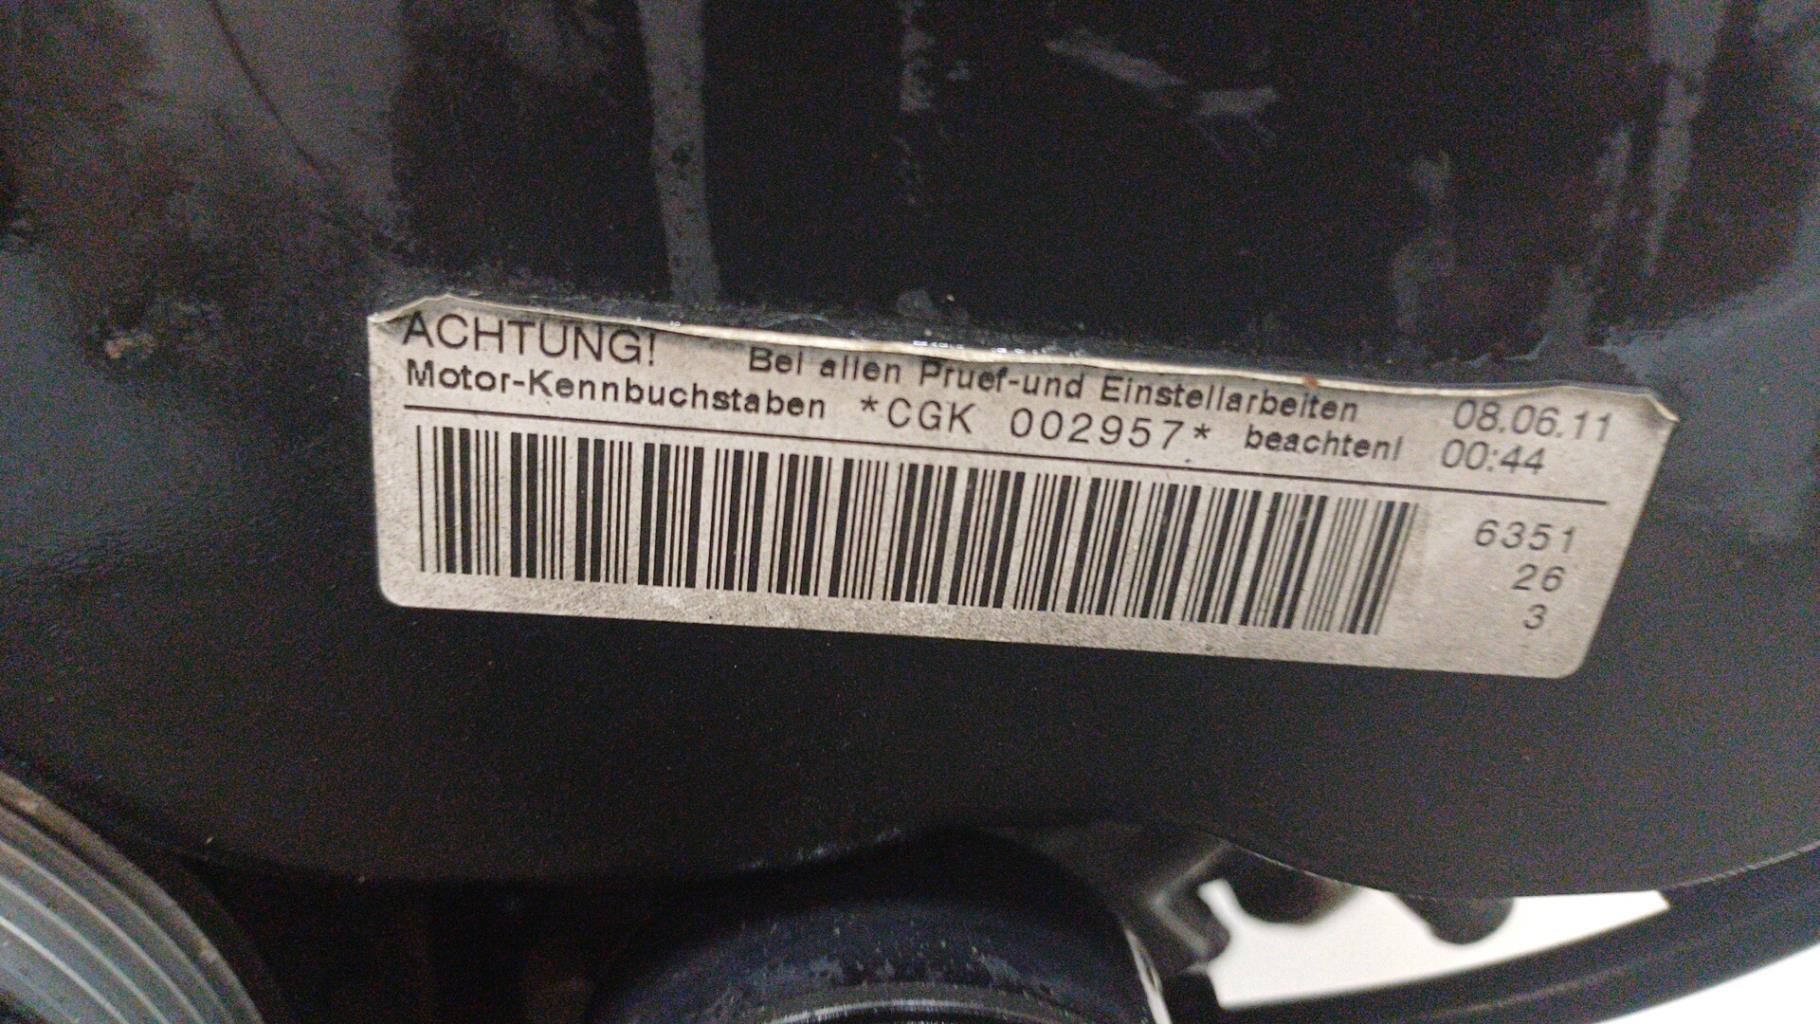 ACHTUNG! Bei allen Pruef-und Einstellarbeiten 08.06.11
Motor-Kennbuchstaben *CGK 002957* beachten! 00:44
6351
26
3